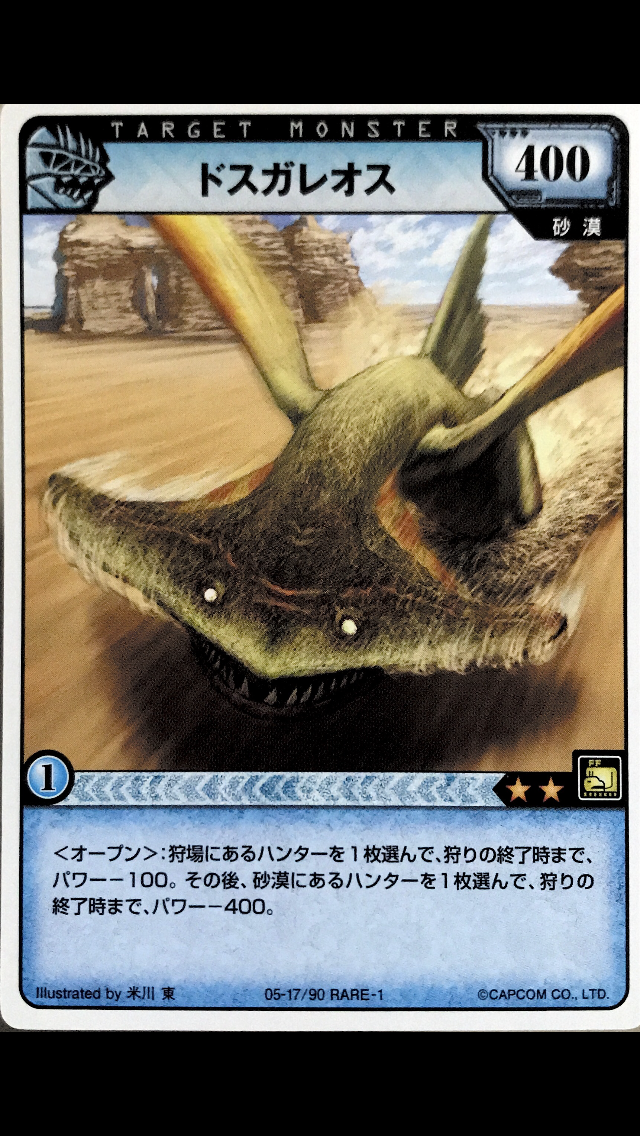 TARGET MONSTER
ドスガレオス
400
砂漠
1
<オープン>:狩場にあるハンターを1枚選んで、狩りの終了時まで、
パワー－100。その後、砂漠にあるハンターを1枚選んで、狩りの
終了時まで、パワー－400。
Illustrated by 米川 東
05-17/90 RARE-1
©CAPCOM CO., LTD.